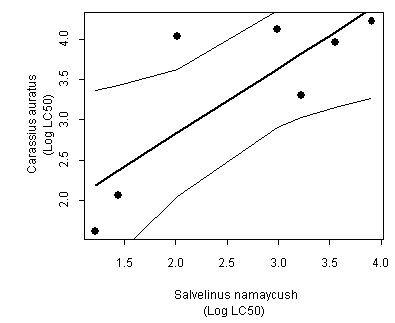 4.0
3.5
3.0
2.5
2.0
Carassius auratus
(Log LC50)
1.5 2.0 2.5 3.0 3.5 4.0
Salvelinus namaycush
(Log LC50)